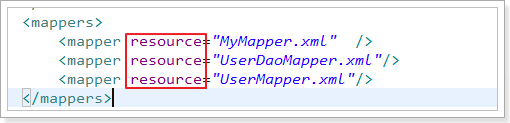 <mappers>
<mapper resource="MyMapper.xml" />
<mapper resource="UserDaoMapper.xml"/>
<mapper resource="UserMapper.xml"/>
</mappers>